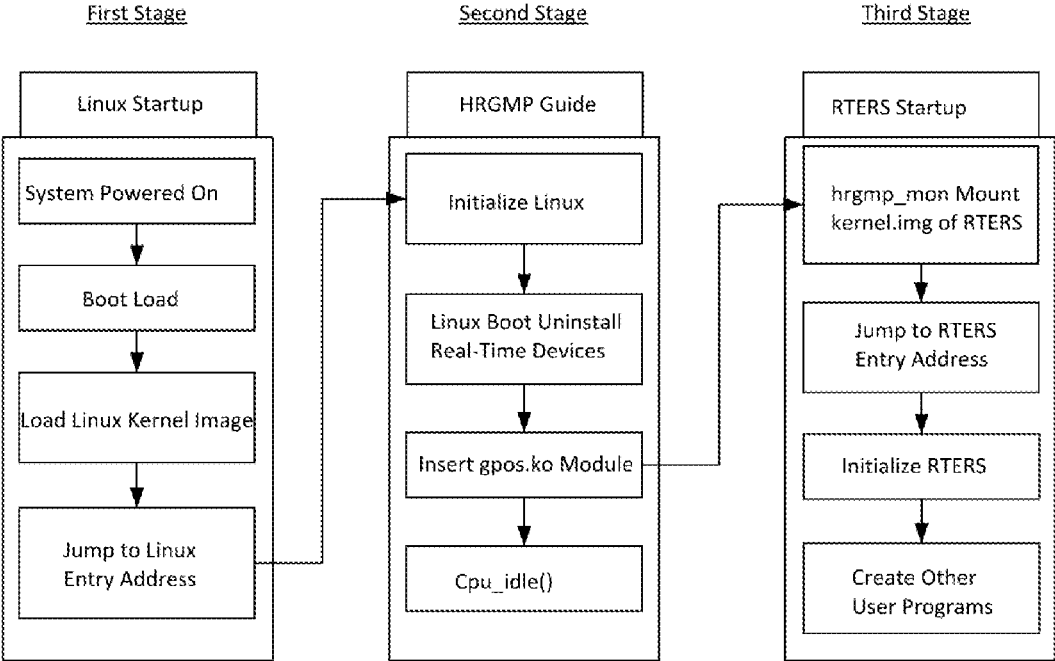 First Stage
Second Stage
Third Stage
Linux Startup
System Powered On
Boot Load
Load Linux Kernel Image
Jump to Linux
Entry Address
HRGMP Guide
Initialize Linux
Linux Boot Uninstall
Real-Time Devices
Insert gpos.ko Module
Cpu_idle()
RTERS Startup
hrgmp_mon Mount
kernel.img of RTERS
Jump to RTERS
Entry Address
Initialize RTERS
Create Other
User Programs